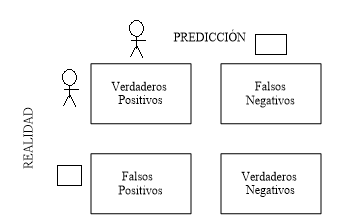 PREDICCIÓN
Verdaderos
Positivos
Falsos
Negativos
REALIDAD
Falsos
Positivos
Verdaderos
Negativos